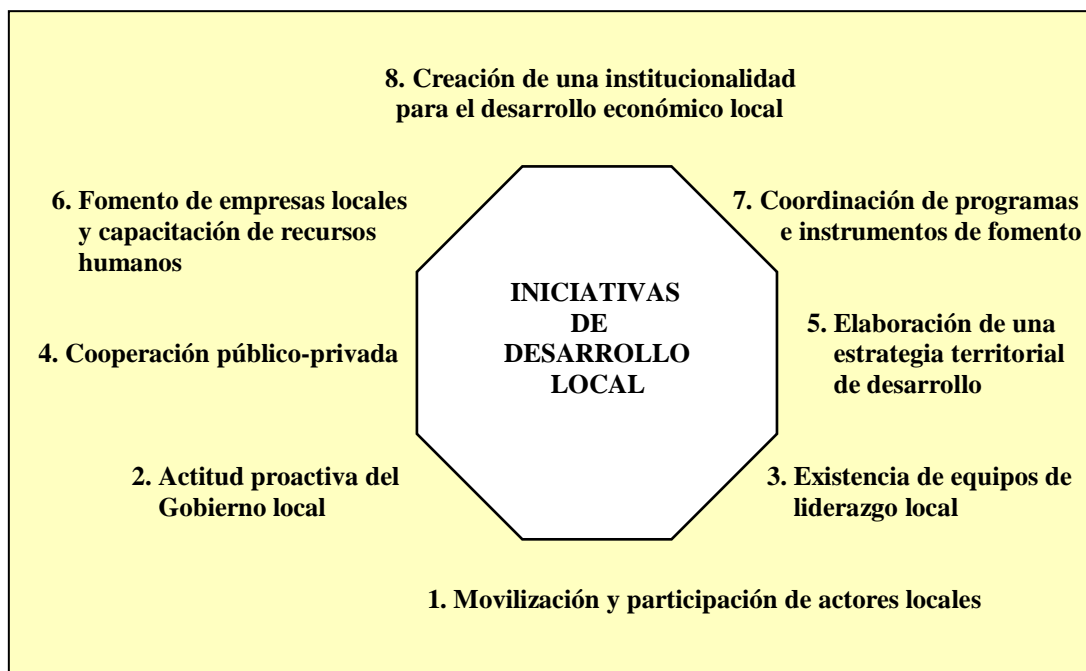 8. Creación de una institucionalidad
para el desarrollo económico local
6. Fomento de empresas locales
y capacitación de recursos
humanos
7. Coordinación de programas
e instrumentos de fomento
INICIATIVAS
DE
DESARROLLO
LOCAL
4. Cooperación público-privada
5. Elaboración de una
estrategia territorial
de desarrollo
2. Actitud proactiva del
Gobierno local
3. Existencia de equipos de
liderazgo local
1. Movilización y participación de actores locales